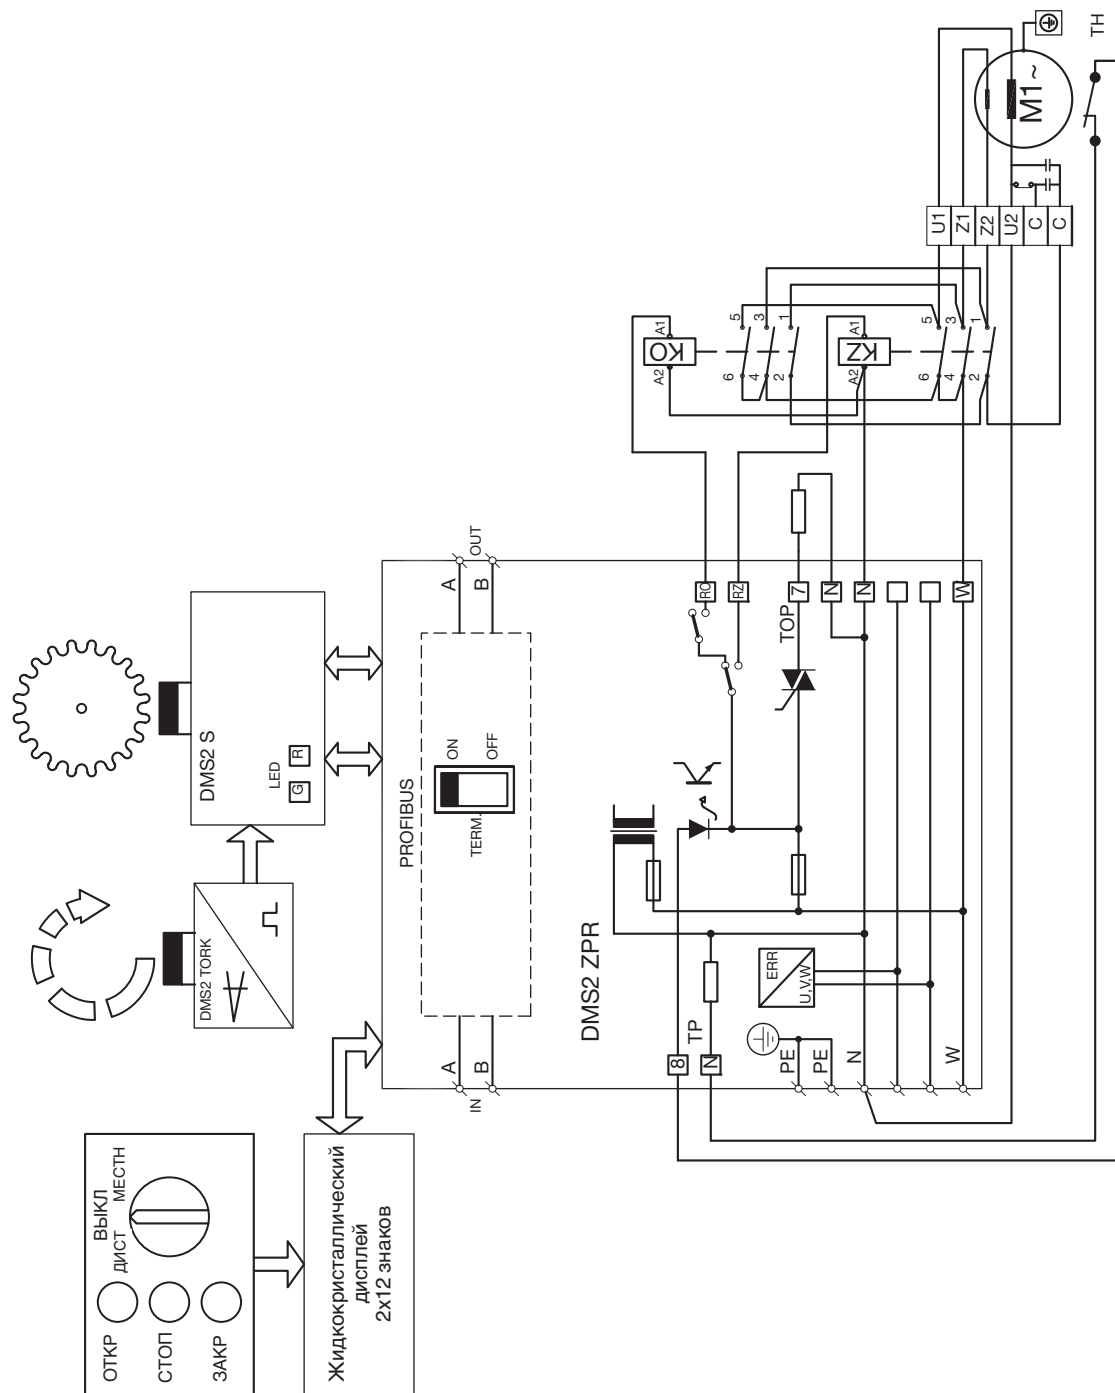 ОТКР
СТОП
ЗАКР
ДИСТ
ВЫКЛ
МЕСТН
Жидкокристаллический
дисплей
2x12 знаков
DMS2 TORK
DMS2 S
LED
G
R
PROFIBUS
TERM.
ON
OFF
IN
A
B
A
B
OUT
DMS2 ZPR
8
N
TP
PE
PE
N
W
ERR
U,V,W
TOP
RO
RZ
7
N
N
W
KO
A1
A2
KZ
A1
A2
5
3
1
6
4
2
5
3
1
6
4
2
U1
Z1
Z2
U2
C
C
M1~
TH